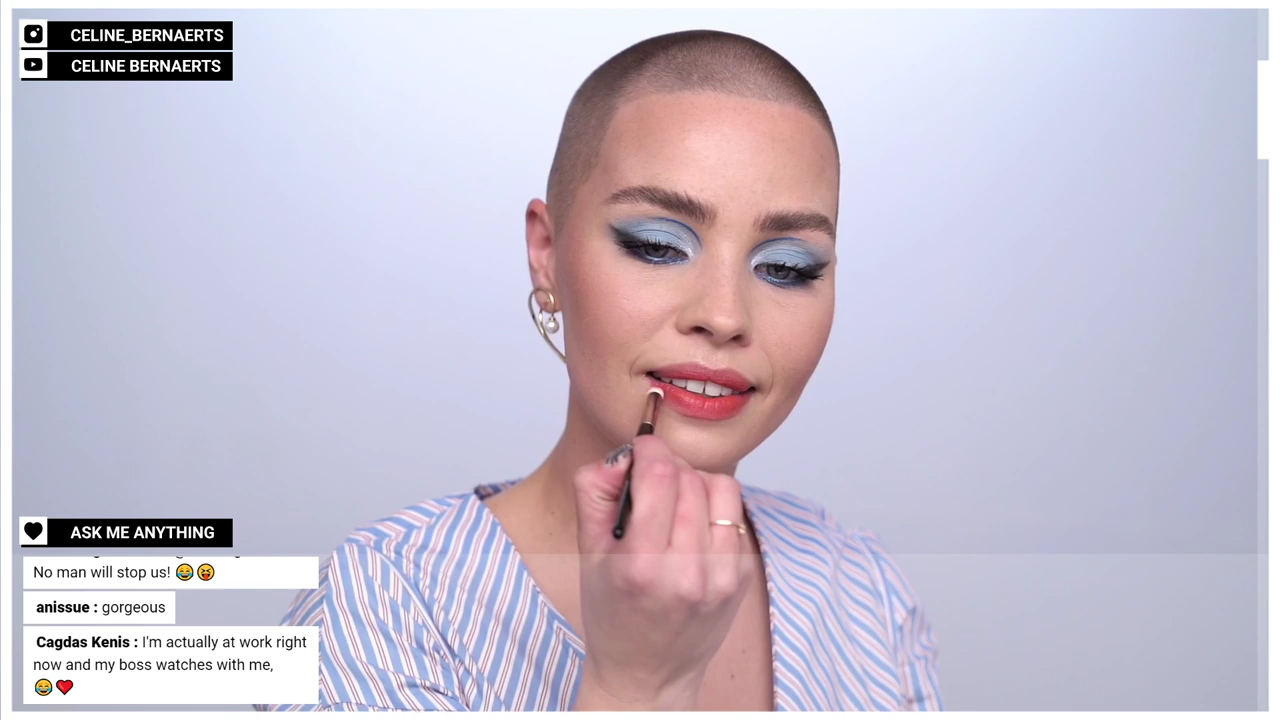 CELINE_BERNAERTS
CELINE BERNAERTS
ASK ME ANYTHING
No man will stop us! 😂😝
anissue : gorgeous
Cagdas Kenis : I'm actually at work right
now and my boss watches with me,
😂❤️